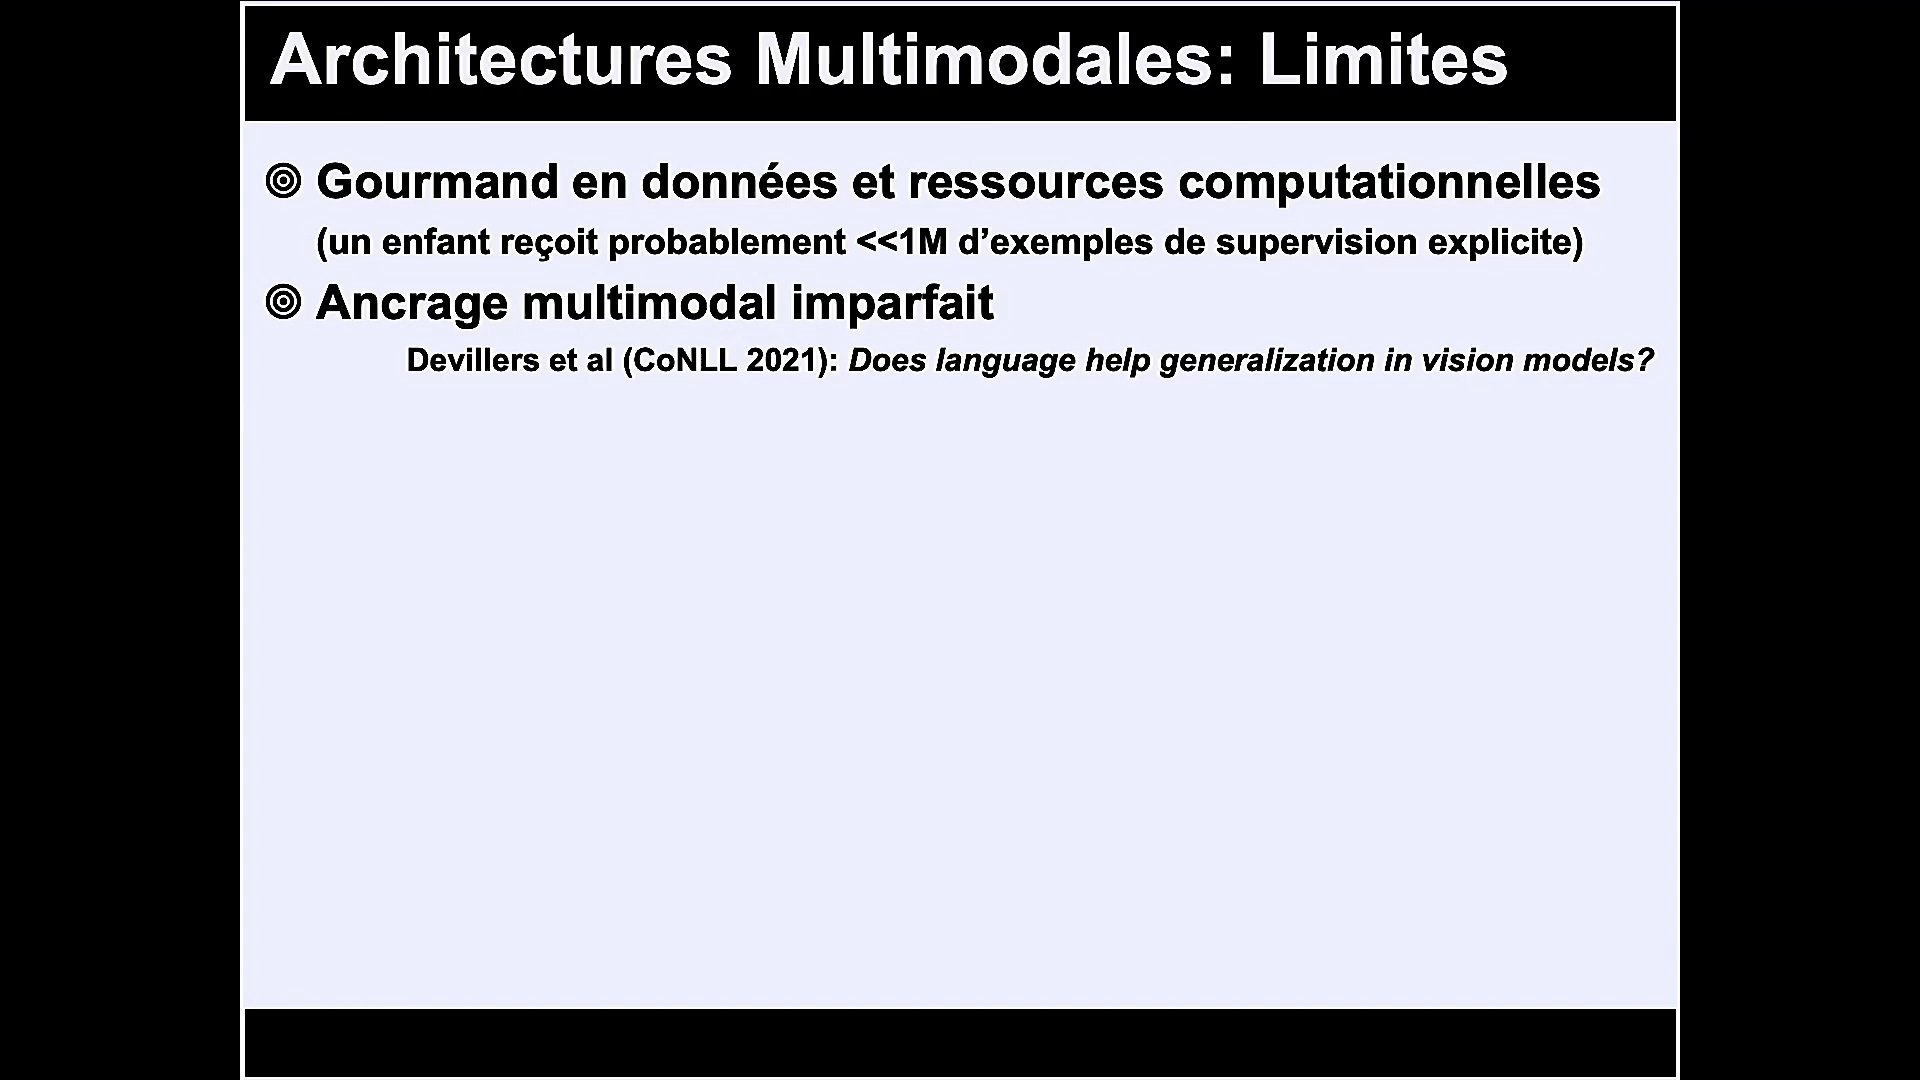 Architectures Multimodales: Limites
Gourmand en données et ressources computationnelles
(un enfant reçoit probablement <<1M d’exemples de supervision explicite)
Ancrage multimodal imparfait
Devillers et al (CoNLL 2021): Does language help generalization in vision models?